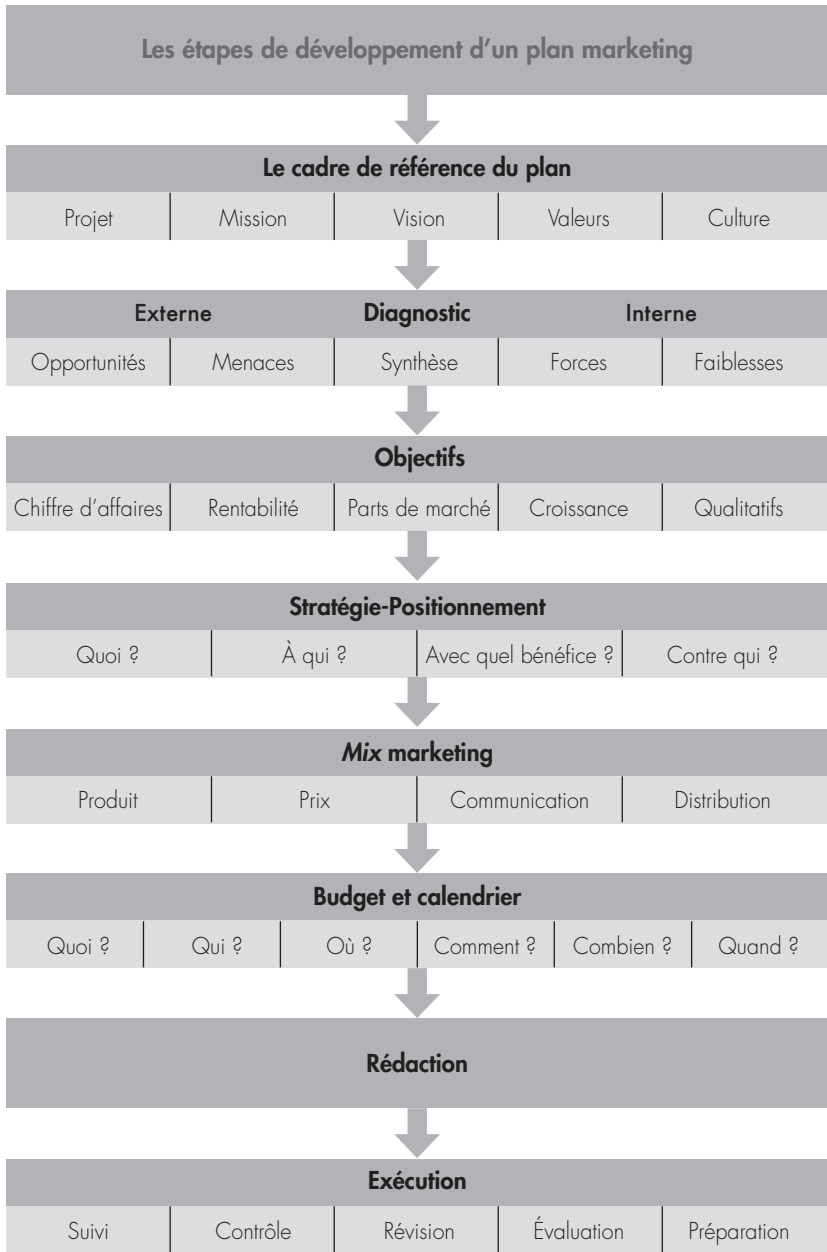 Les étapes de développement d’un plan marketing
Le cadre de référence du plan
Projet Mission Vision Valeurs Culture
Externe Diagnostic Interne
Opportunités Menaces Synthèse Forces Faiblesses
Objectifs
Chiffre d’affaires Rentabilité Parts de marché Croissance Qualitatifs
Stratégie-Positionnement
Quoi ? À qui ? Avec quel bénéfice ? Contre qui ?
Mix marketing
Produit Prix Communication Distribution
Budget et calendrier
Quoi ? Qui ? Où ? Comment ? Combien ? Quand ?
Rédaction
Exécution
Suivi Contrôle Révision Évaluation Préparation